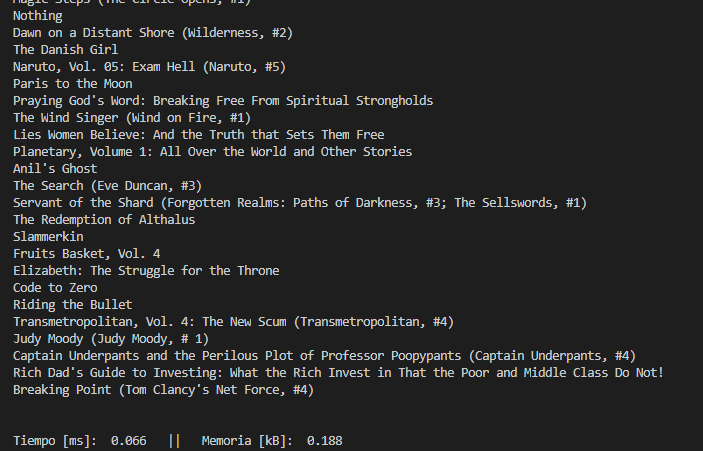 Magic Steps (The Circle Opens, #1)
Nothing
Dawn on a Distant Shore (Wilderness, #2)
The Danish Girl
Naruto, Vol. 05: Exam Hell (Naruto, #5)
Paris to the Moon
Praying God's Word: Breaking Free From Spiritual Strongholds
The Wind Singer (Wind on Fire, #1)
Lies Women Believe: And the Truth that Sets Them Free
Planetary, Volume 1: All Over the World and Other Stories
Anil's Ghost
The Search (Eve Duncan, #3)
Servant of the Shard (Forgotten Realms: Paths of Darkness, #3; The Sellswords, #1)
The Redemption of Althalus
Slammerkin
Fruits Basket, Vol. 4
Elizabeth: The Struggle for the Throne
Code to Zero
Riding the Bullet
Transmetropolitan, Vol. 4: The New Scum (Transmetropolitan, #4)
Judy Moody (Judy Moody, # 1)
Captain Underpants and the Perilous Plot of Professor Poopypants (Captain Underpants, #4)
Rich Dad's Guide to Investing: What the Rich Invest in That the Poor and Middle Class Do Not!
Breaking Point (Tom Clancy's Net Force, #4)
Tiempo [ms]:  0.066   ||   Memoria [kB]:  0.188